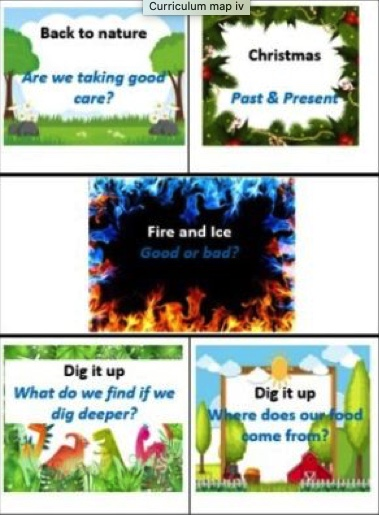 Curriculum map iv
Back to nature
Are we taking good
care?
Christmas
Past & Present
Fire and Ice
Good or bad?
Dig it up
What do we find if we
dig deeper?
Dig it up
Where does our food
come from?